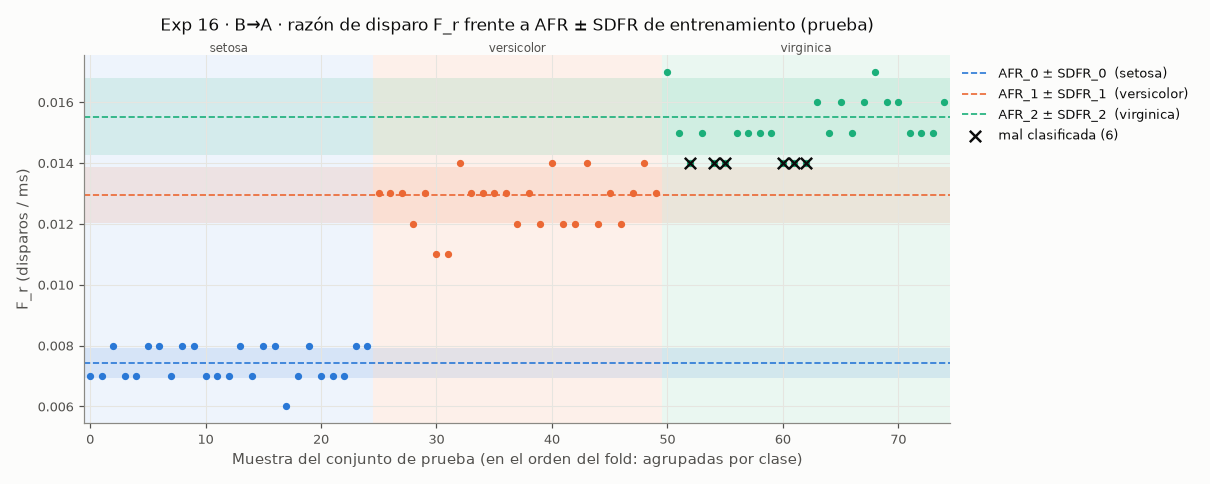 Exp 16 · B→A · razón de disparo F_r frente a AFR ± SDFR de entrenamiento (prueba)
setosa
versicolor
virginica
AFR_0 ± SDFR_0 (setosa)
AFR_1 ± SDFR_1 (versicolor)
AFR_2 ± SDFR_2 (virginica)
mal clasificada (6)
F_r (disparos / ms)
0.016
0.014
0.012
0.010
0.008
0.006
0
10
20
30
40
50
60
70
Muestra del conjunto de prueba (en el orden del fold: agrupadas por clase)